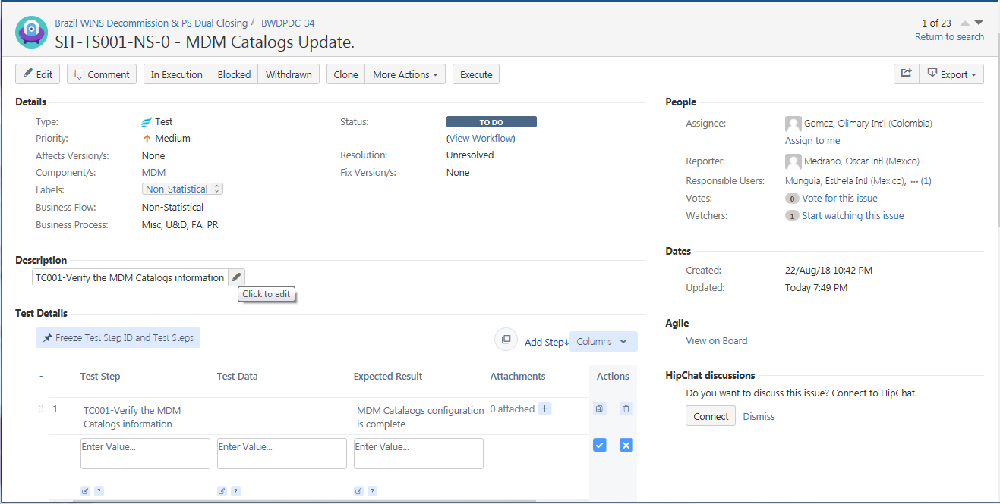 Brazil WINS Decommission & PS Dual Closing / BWDPDC-34
SIT-TS001-NS-0 - MDM Catalogs Update.
1 of 23
Return to search
Edit Comment In Execution Blocked Withdrawn Clone More Actions Execute Export
Details
Type: Test
Priority: Medium
Affects Version/s: None
Component/s: MDM
Labels: Non-Statistical
Business Flow: Non-Statistical
Business Process: Misc, U&D, FA, PR
Status: TO DO
(View Workflow)
Resolution: Unresolved
Fix Version/s: None
Description
TC001-Verify the MDM Catalogs information
Click to edit
Test Details
Freeze Test Step ID and Test Steps
Add Step↓ Columns
- Test Step Test Data Expected Result Attachments Actions
1 TC001-Verify the MDM MDM Catalaogs configuration 0 attached +
Catalogs information is complete
Enter Value... Enter Value... Enter Value...
? ? ?
People
Assignee: Gomez, Olimary Int'l (Colombia)
Assign to me
Reporter: Medrano, Oscar Intl (Mexico)
Responsible Users: Munguia, Esthela Intl (Mexico), ··· (1)
Votes: 0 Vote for this issue
Watchers: 1 Start watching this issue
Dates
Created: 22/Aug/18 10:42 PM
Updated: Today 7:49 PM
Agile
View on Board
HipChat discussions
Do you want to discuss this issue? Connect to HipChat.
Connect Dismiss